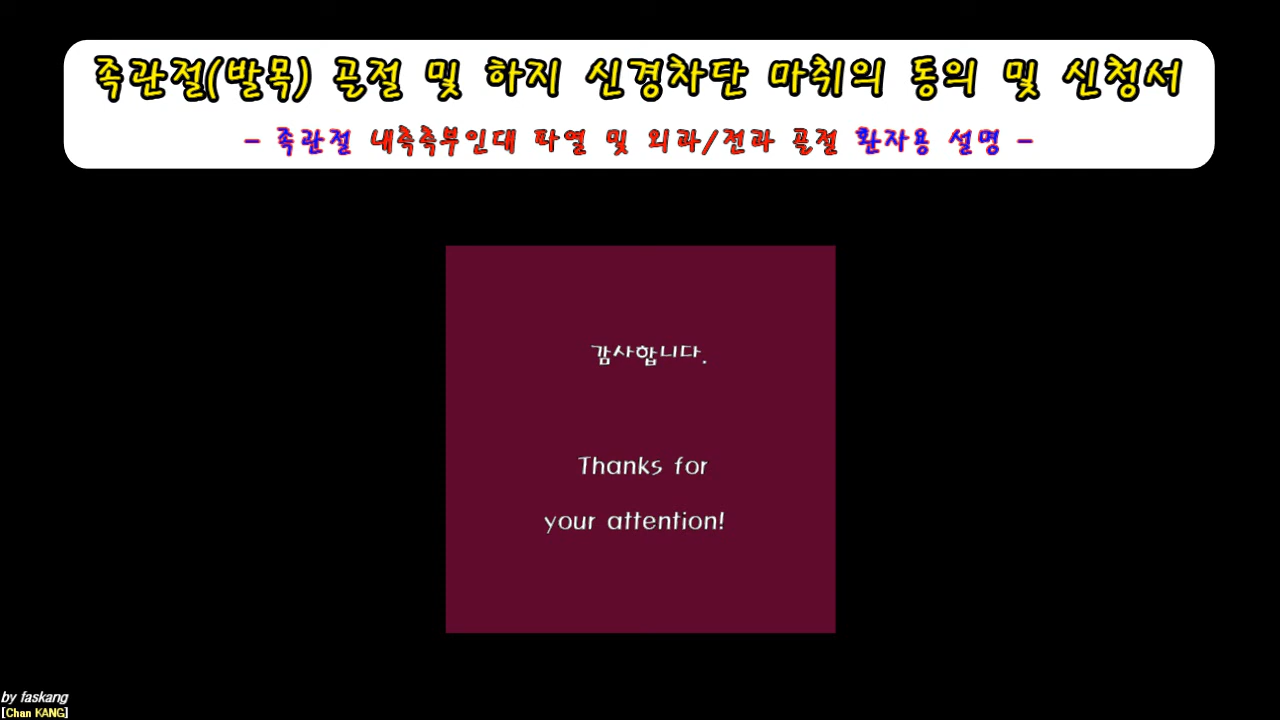 족관절(발목) 골절 및 하지 신경차단 마취의 동의 및 신청서
- 족관절 내측측부인대 파열 및 외과/전과 골절 환자용 설명 -
감사합니다.
Thanks for
your attention!
by faskang
[Chan KANG]